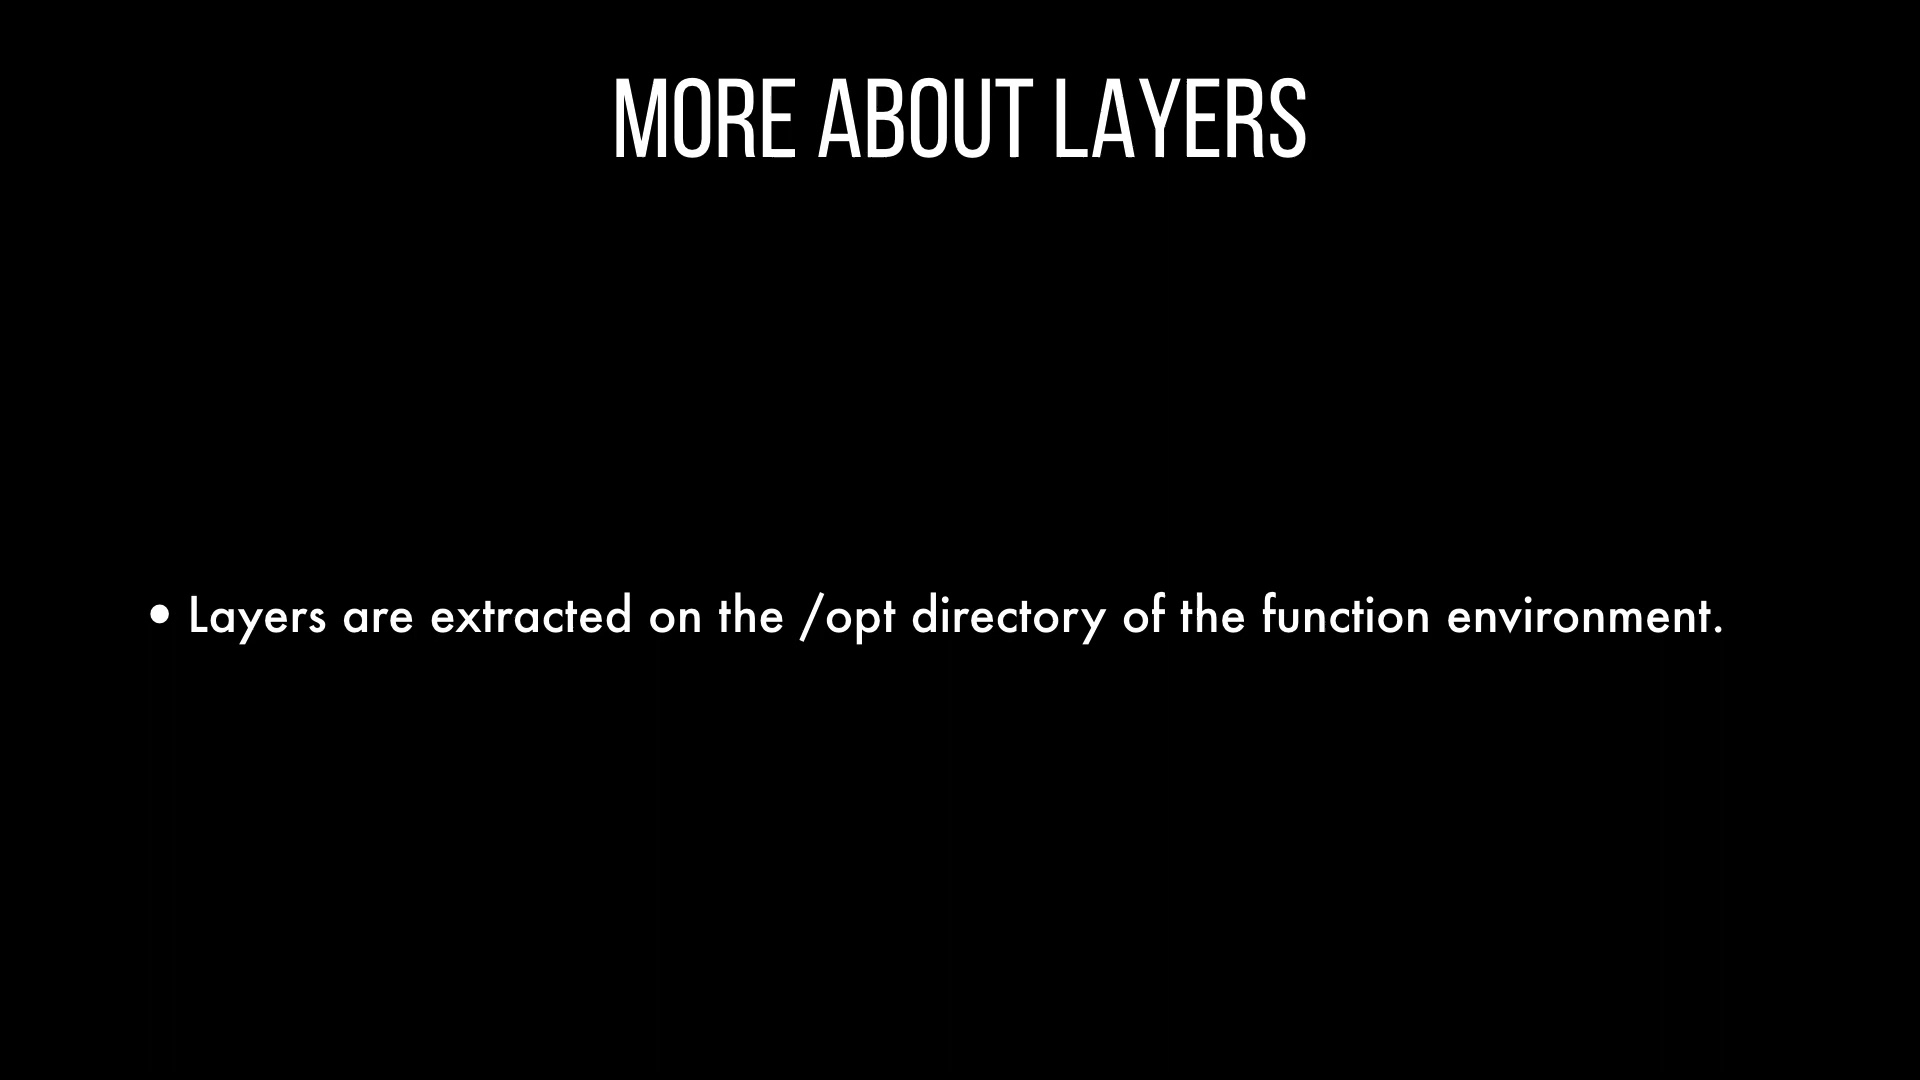 MORE ABOUT LAYERS
• Layers are extracted on the /opt directory of the function environment.